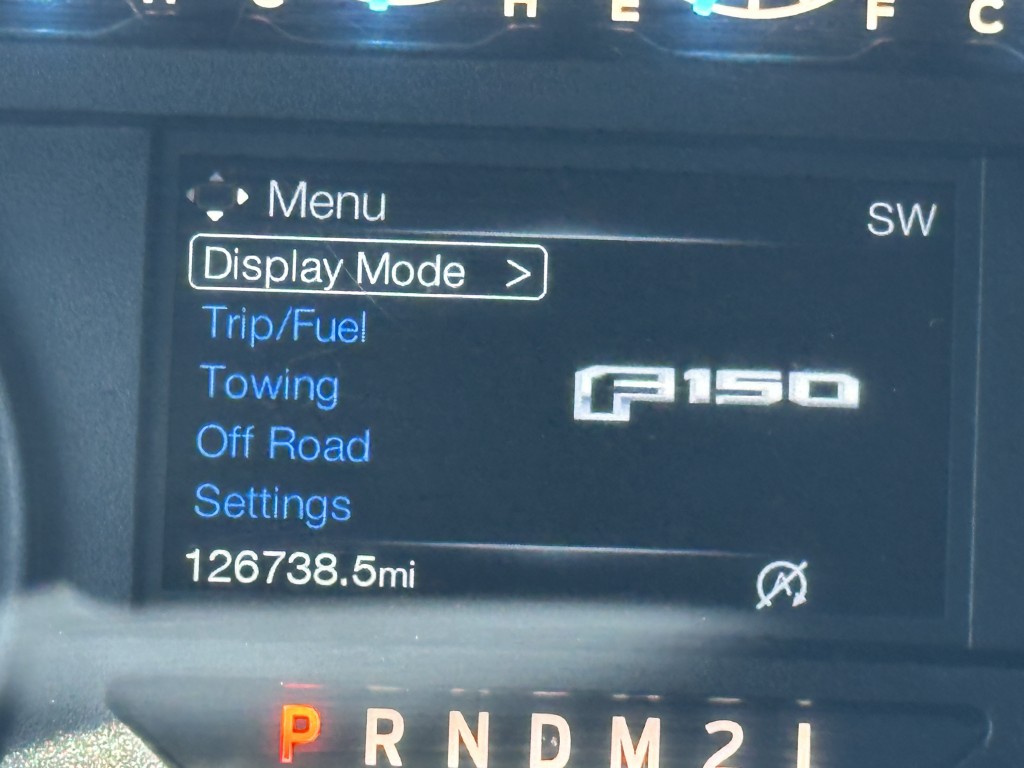 H E F C
Menu
SW
Display Mode >
Trip/Fuel
Towing
Off Road
F150
Settings
126738.5mi
A
P R N D M 2 1